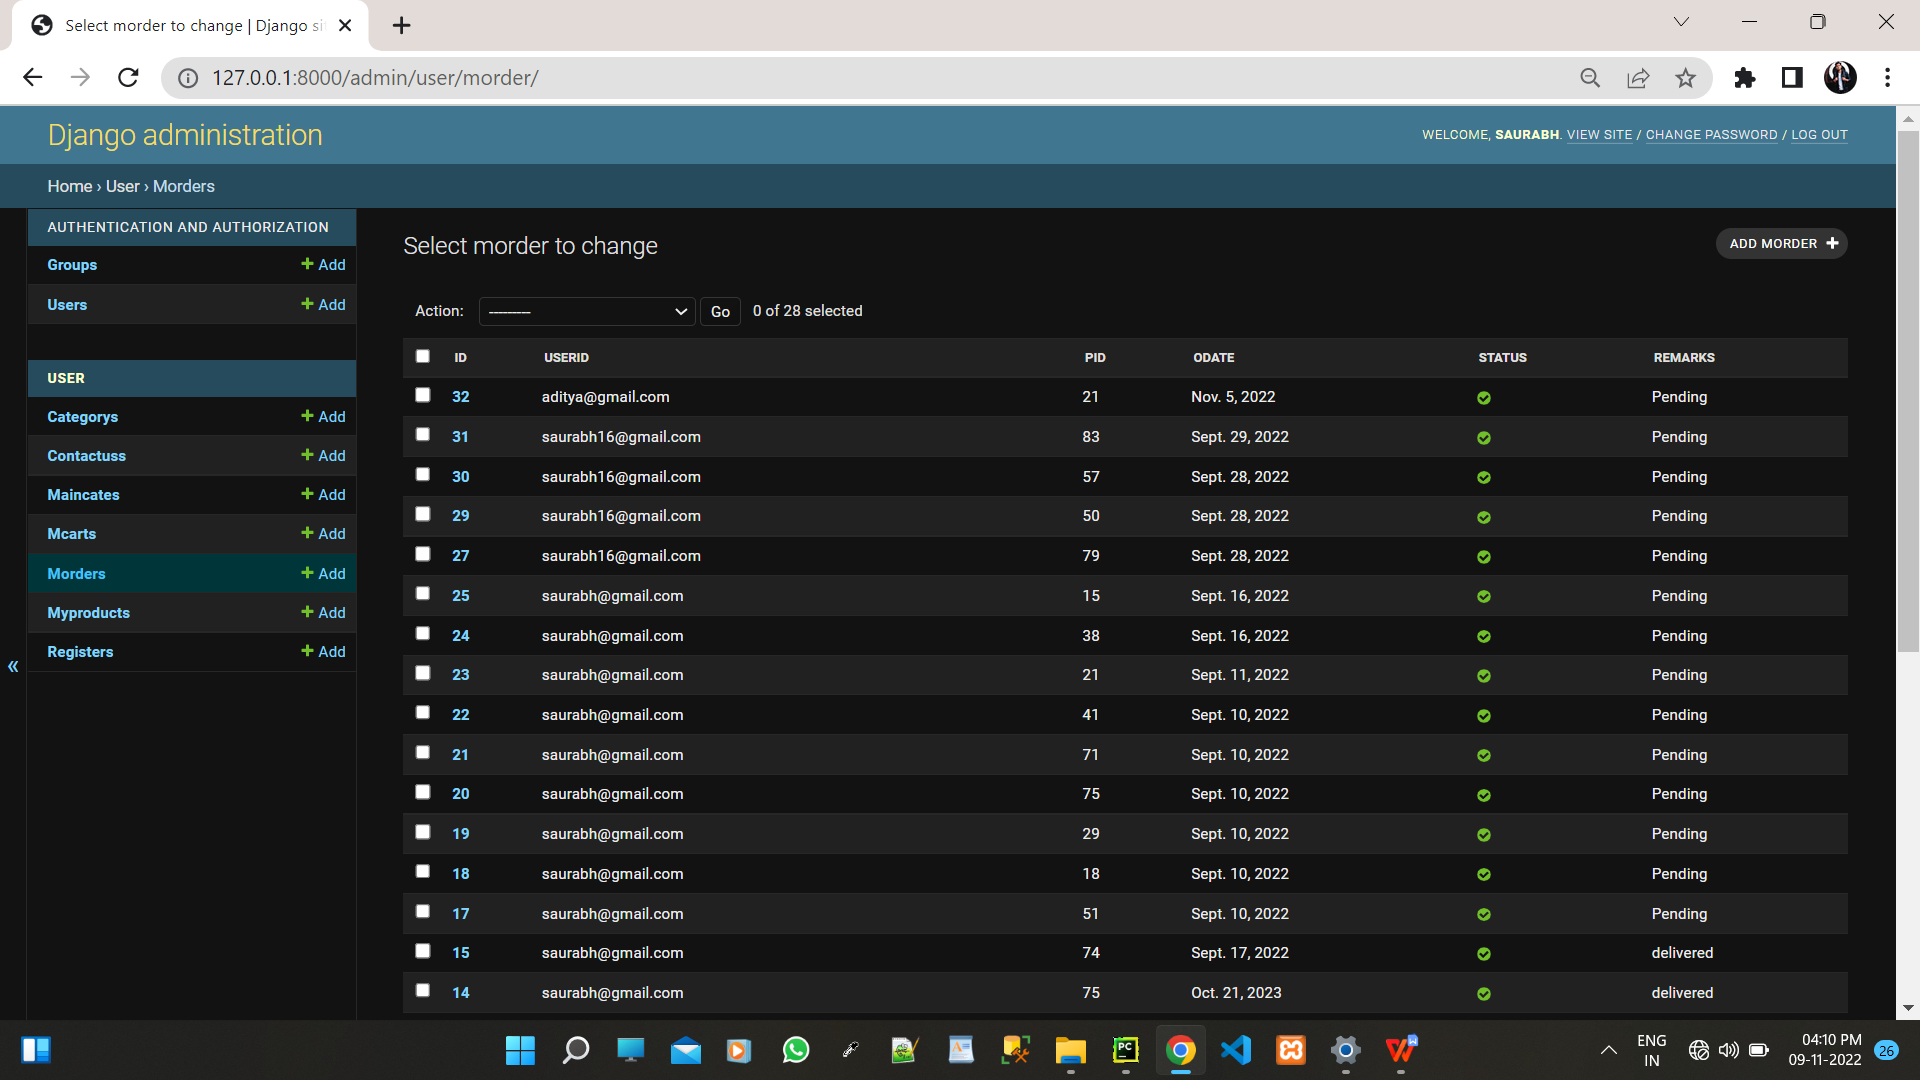 Select morder to change | Django si
127.0.0.1:8000/admin/user/morder/
Django administration
WELCOME, SAURABH. VIEW SITE / CHANGE PASSWORD / LOG OUT
Home › User › Morders
AUTHENTICATION AND AUTHORIZATION
Groups + Add
Users + Add
USER
Categorys + Add
Contactuss + Add
Maincates + Add
Mcarts + Add
Morders + Add
Myproducts + Add
Registers + Add
«
Select morder to change
ADD MORDER +
Action: --------- Go 0 of 28 selected
ID USERID PID ODATE STATUS REMARKS
32 aditya@gmail.com 21 Nov. 5, 2022 Pending
31 saurabh16@gmail.com 83 Sept. 29, 2022 Pending
30 saurabh16@gmail.com 57 Sept. 28, 2022 Pending
29 saurabh16@gmail.com 50 Sept. 28, 2022 Pending
27 saurabh16@gmail.com 79 Sept. 28, 2022 Pending
25 saurabh@gmail.com 15 Sept. 16, 2022 Pending
24 saurabh@gmail.com 38 Sept. 16, 2022 Pending
23 saurabh@gmail.com 21 Sept. 11, 2022 Pending
22 saurabh@gmail.com 41 Sept. 10, 2022 Pending
21 saurabh@gmail.com 71 Sept. 10, 2022 Pending
20 saurabh@gmail.com 75 Sept. 10, 2022 Pending
19 saurabh@gmail.com 29 Sept. 10, 2022 Pending
18 saurabh@gmail.com 18 Sept. 10, 2022 Pending
17 saurabh@gmail.com 51 Sept. 10, 2022 Pending
15 saurabh@gmail.com 74 Sept. 17, 2022 delivered
14 saurabh@gmail.com 75 Oct. 21, 2023 delivered
PC
ENG
IN
04:10 PM
09-11-2022
26